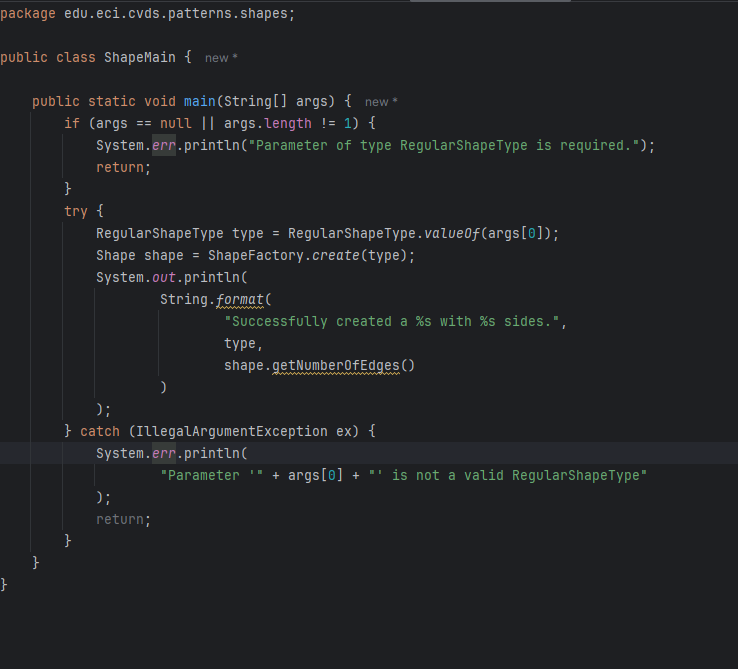 package edu.eci.cvds.patterns.shapes;
public class ShapeMain {  new *
    public static void main(String[] args) {  new *
        if (args == null || args.length != 1) {
            System.err.println("Parameter of type RegularShapeType is required.");
            return;
        }
        try {
            RegularShapeType type = RegularShapeType.valueOf(args[0]);
            Shape shape = ShapeFactory.create(type);
            System.out.println(
                    String.format(
                            "Successfully created a %s with %s sides.",
                            type,
                            shape.getNumberOfEdges()
                    )
            );
        } catch (IllegalArgumentException ex) {
            System.err.println(
                    "Parameter '" + args[0] + "' is not a valid RegularShapeType"
            );
            return;
        }
    }
}